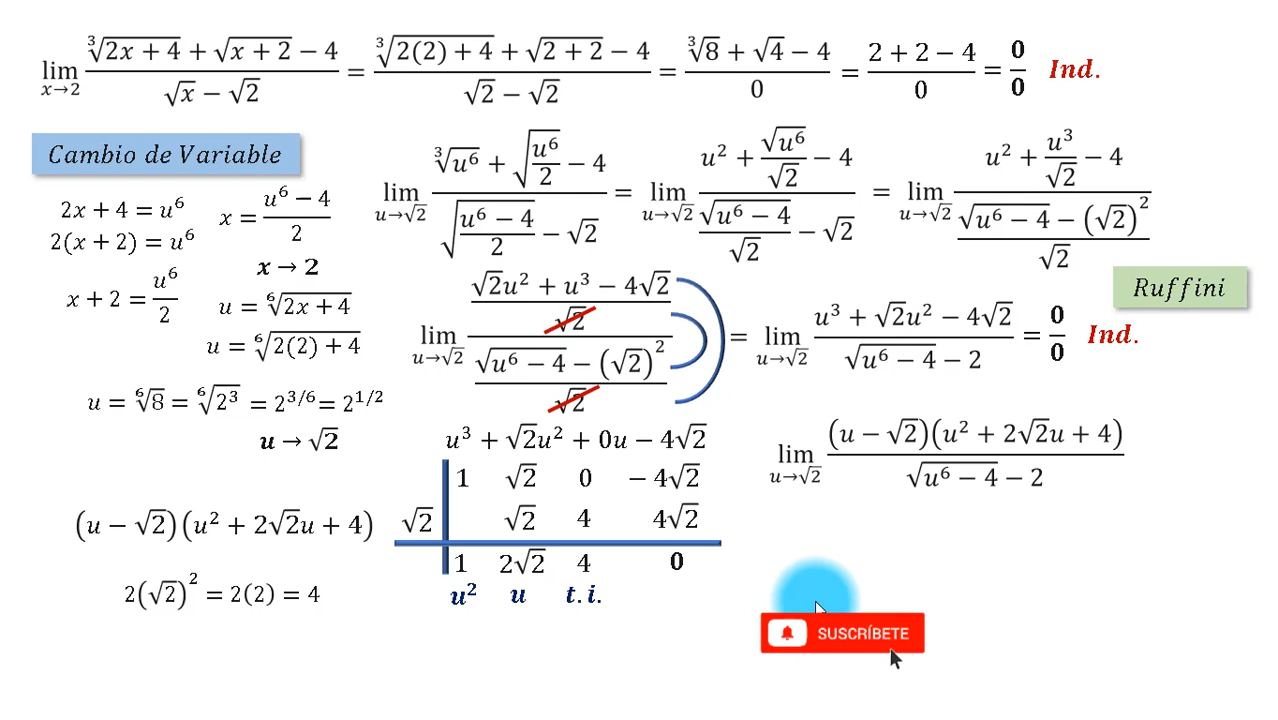 lim x→2 (∛(2x + 4) + √(x + 2) − 4)/(√x − √2) = (∛(2(2) + 4) + √(2 + 2) − 4)/(√2 − √2) = (∛8 + √4 − 4)/0 = (2 + 2 − 4)/0 = 0/0 Ind.
Cambio de Variable
2x + 4 = u⁶
2(x + 2) = u⁶
x + 2 = u⁶/2
x = (u⁶ − 4)/2
x → 2
u = ⁶√(2x + 4)
u = ⁶√(2(2) + 4)
u = ⁶√8 = ⁶√(2³) = 2^(3/6) = 2^(1/2)
u → √2
lim u→√2 (∛(u⁶) + √(u⁶/2) − 4)/(√((u⁶ − 4)/2) − √2) = lim u→√2 (u² + √(u⁶)/√2 − 4)/(√(u⁶ − 4)/√2 − √2) = lim u→√2 (u² + u³/√2 − 4)/((√(u⁶ − 4) − (√2)²)/√2)
Ruffini
lim u→√2 ((√2u² + u³ − 4√2)/√2)/((√(u⁶ − 4) − (√2)²)/√2) = lim u→√2 (u³ + √2u² − 4√2)/(√(u⁶ − 4) − 2) = 0/0 Ind.
u³ + √2u² + 0u − 4√2
1 √2 0 − 4√2
√2 √2 4 4√2
1 2√2 4 0
u² u t.i.
(u − √2)(u² + 2√2u + 4)
2(√2)² = 2(2) = 4
lim u→√2 ((u − √2)(u² + 2√2u + 4))/(√(u⁶ − 4) − 2)
SUSCRÍBETE